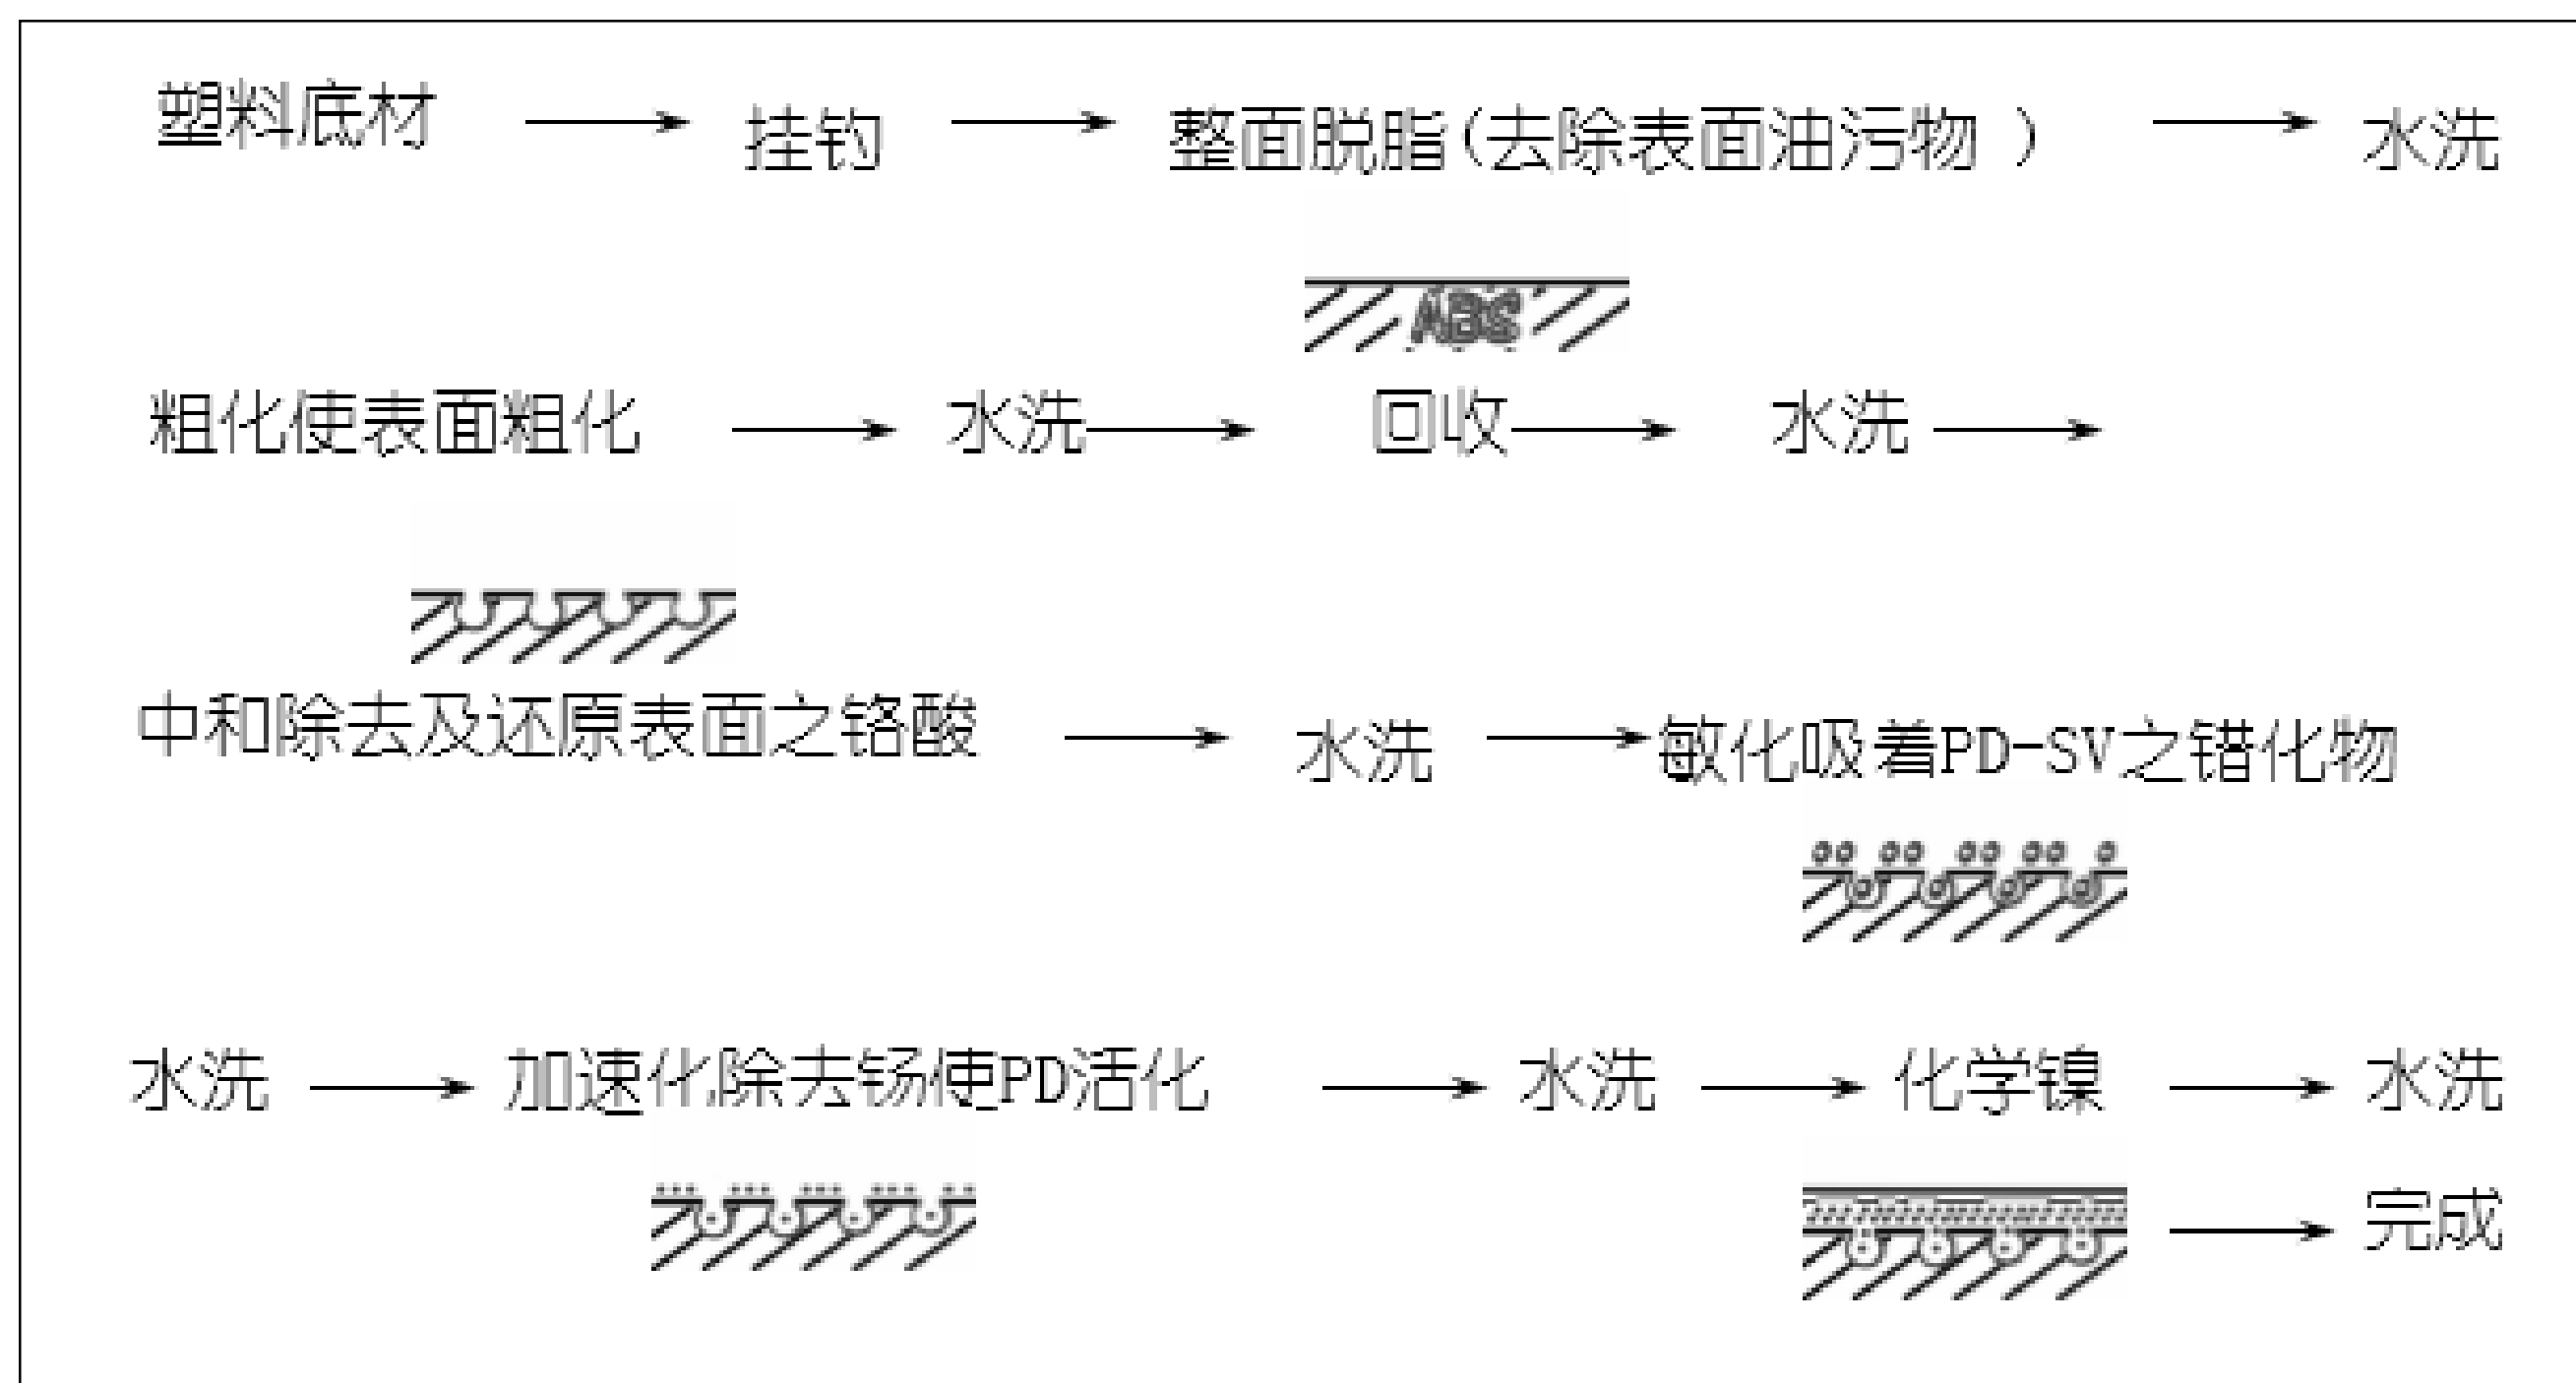 塑料底材 挂钓 整面脱脂(去除表面油污物 ) 水洗
ABS
粗化使表面粗化 水洗 回收 水洗
中和除去及还原表面之铬酸 水洗 敏化吸着PD-SV之错化物
水洗 加速化除去钖使PD活化 水洗 化学镍 水洗
完成